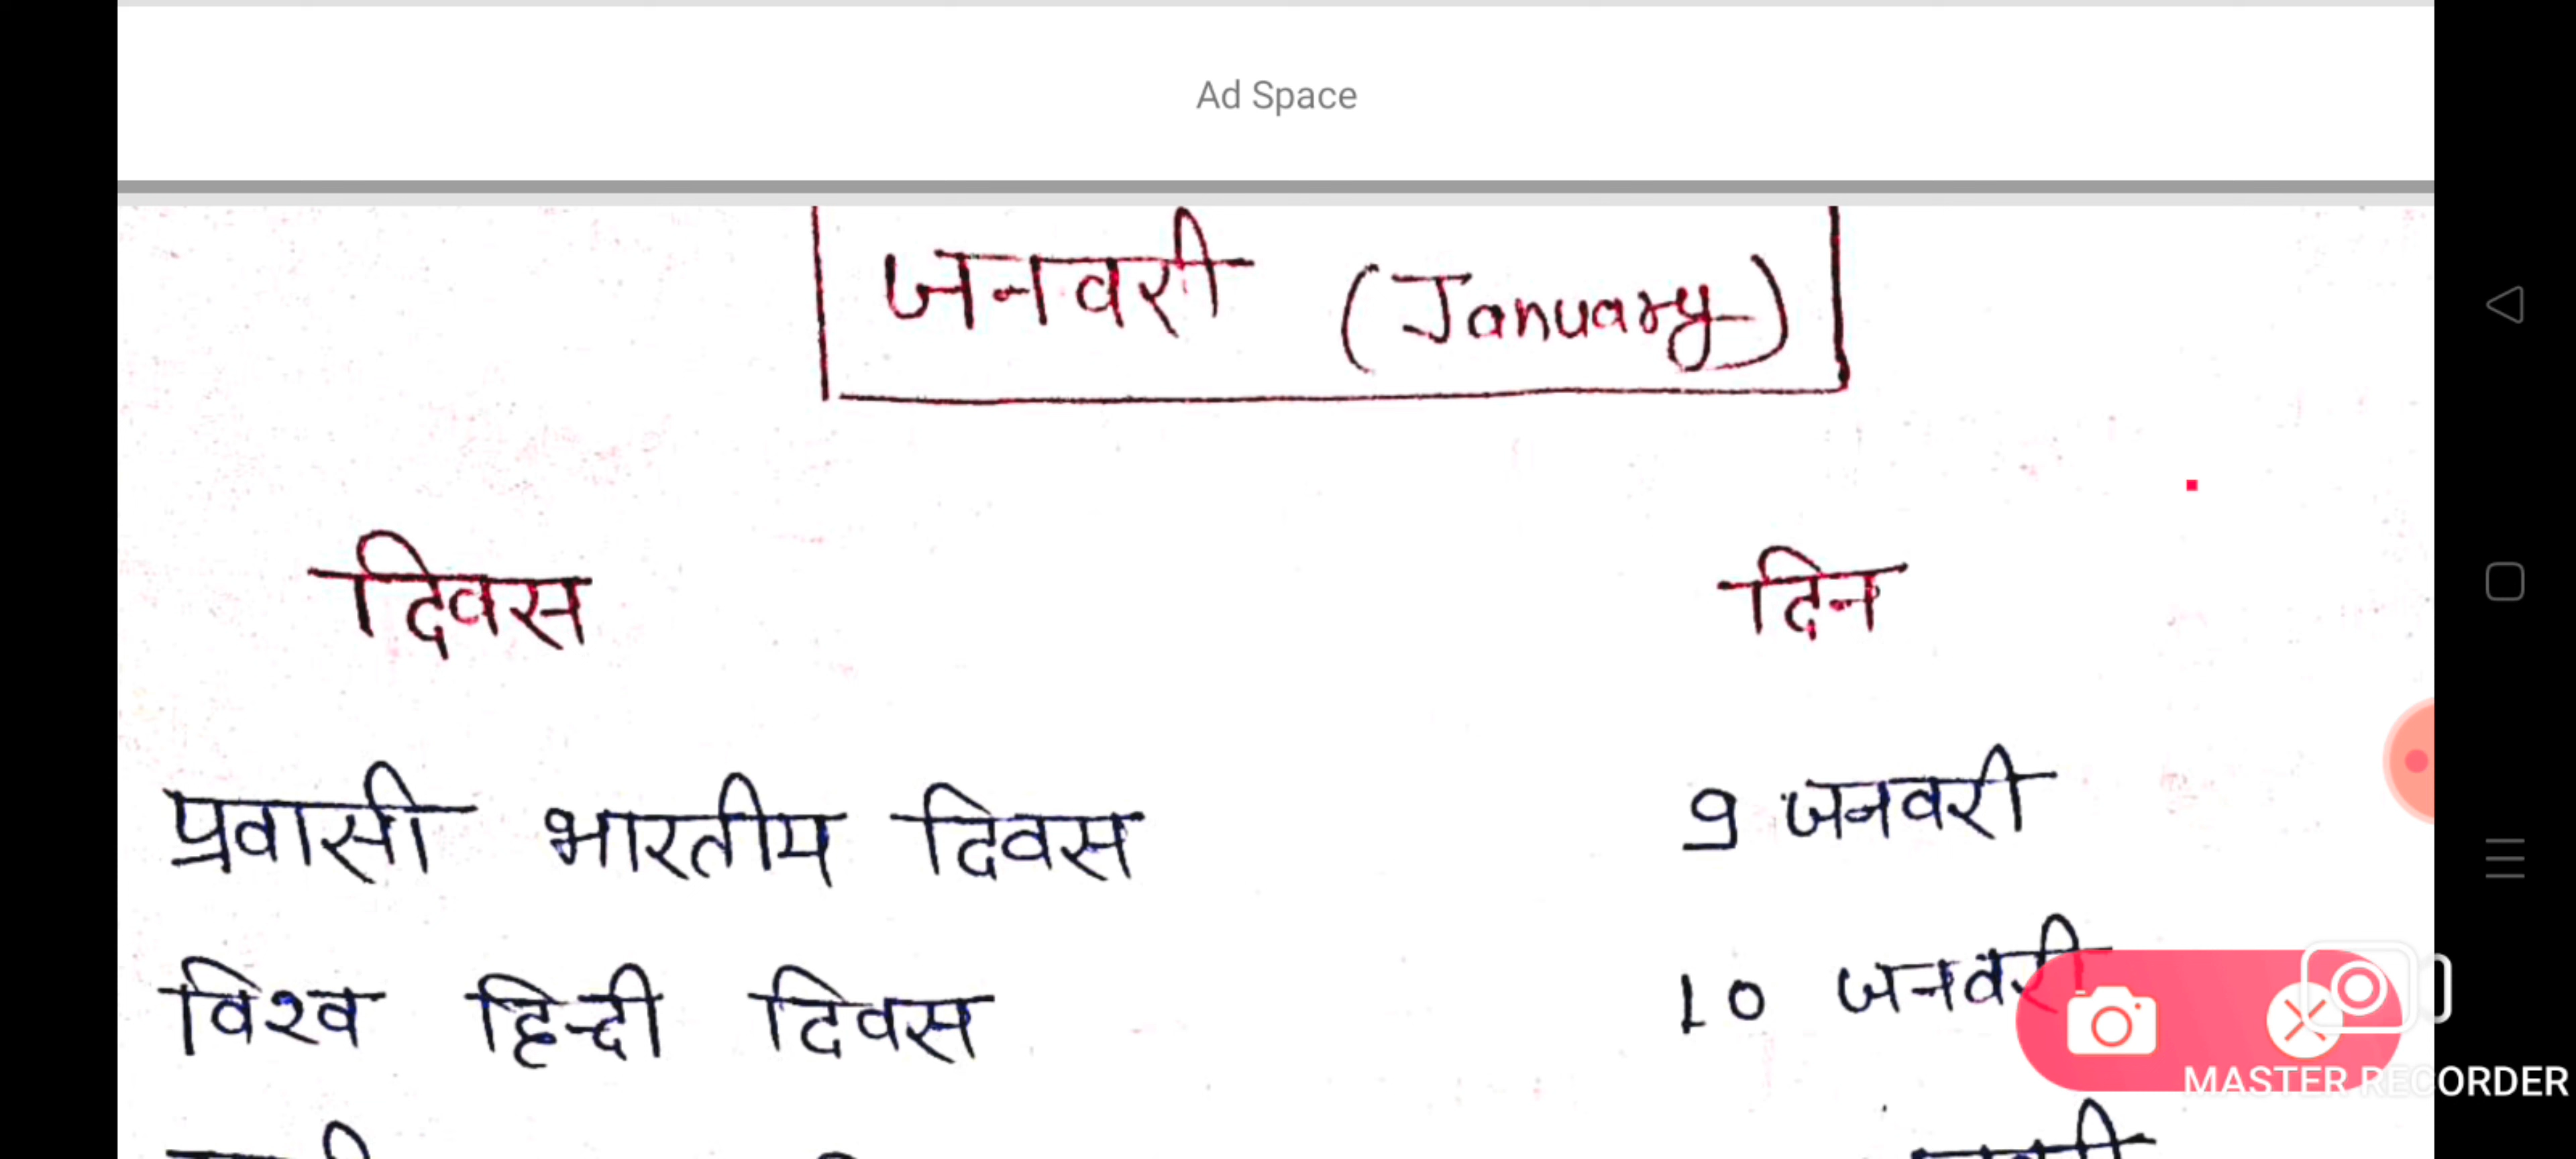 Ad Space
जनवरी (January)
दिवस दिन
प्रवासी भारतीय दिवस 9 जनवरी
विश्व हिन्दी दिवस 10 जनवरी
MASTER RECORDER